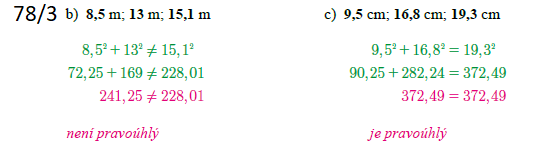 78/3 b) 8,5 m; 13 m; 15,1 m
8,5² + 13² ≠ 15,1²
72,25 + 169 ≠ 228,01
241,25 ≠ 228,01
není pravoúhlý
c) 9,5 cm; 16,8 cm; 19,3 cm
9,5² + 16,8² = 19,3²
90,25 + 282,24 = 372,49
372,49 = 372,49
je pravoúhlý